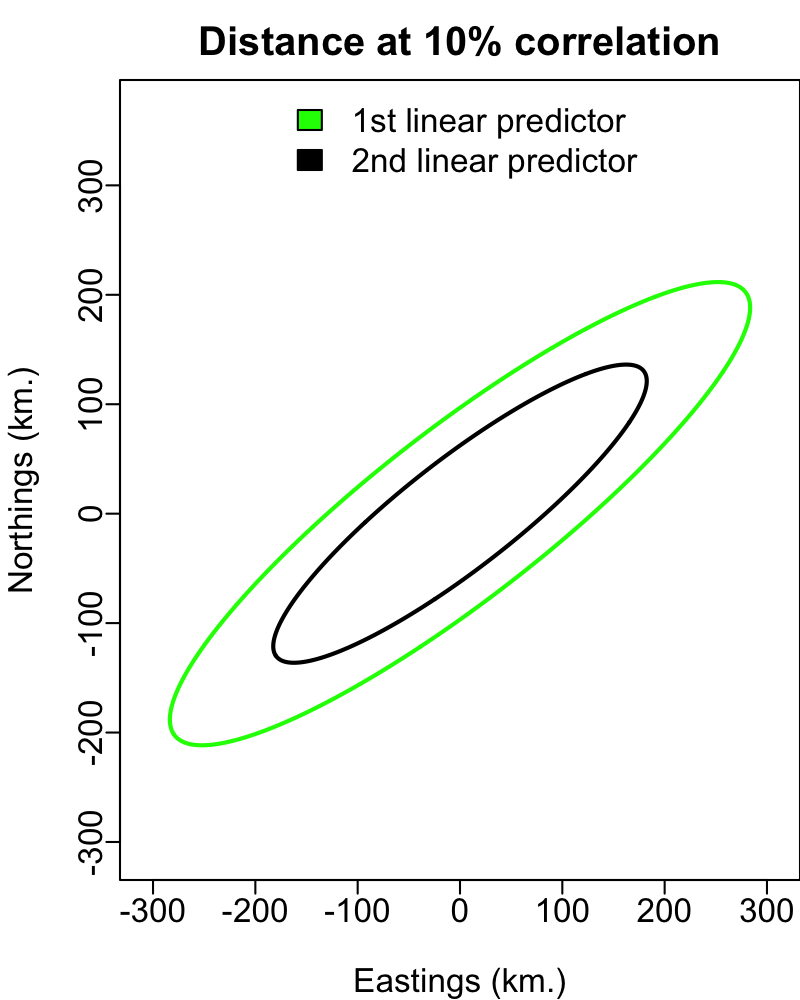 Distance at 10% correlation
1st linear predictor
2nd linear predictor
Northings (km.)
300
200
100
0
-100
-200
-300
-300 -200 -100 0 100 200 300
Eastings (km.)